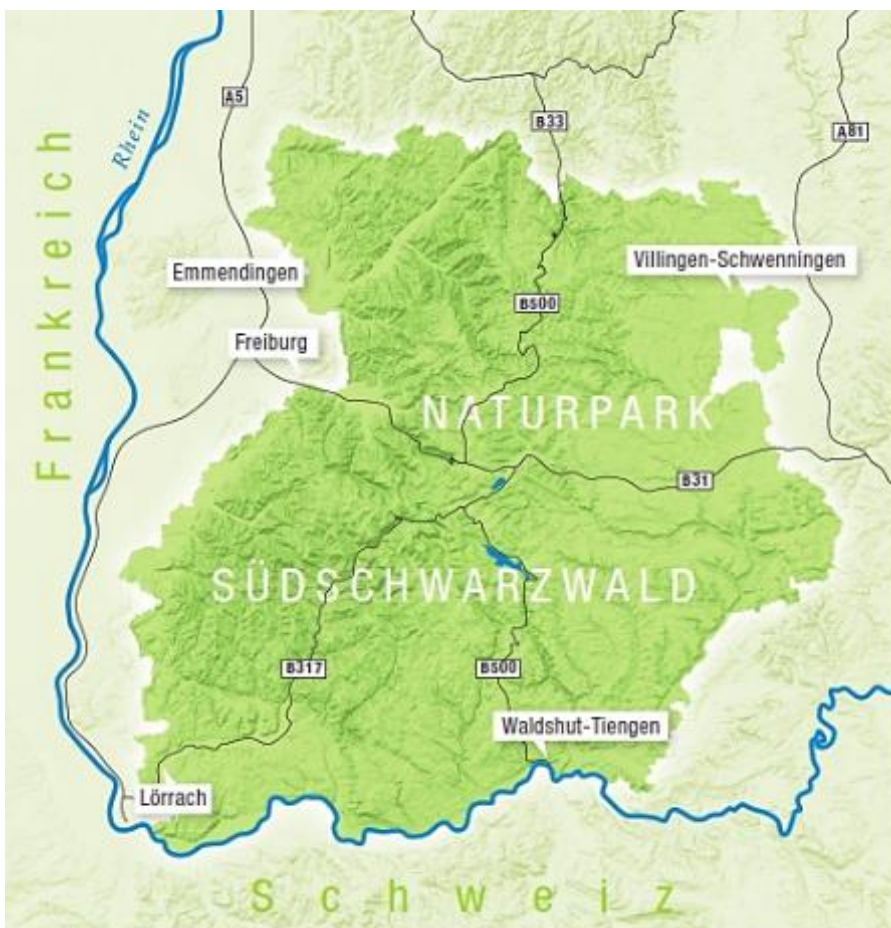 A5
B33
A81
Rhein
Frankreich
Emmendingen
Villingen-Schwenningen
B500
Freiburg
NATURPARK
B31
SÜDSCHWARZWALD
B317
B500
Waldshut-Tiengen
Lörrach
Schweiz